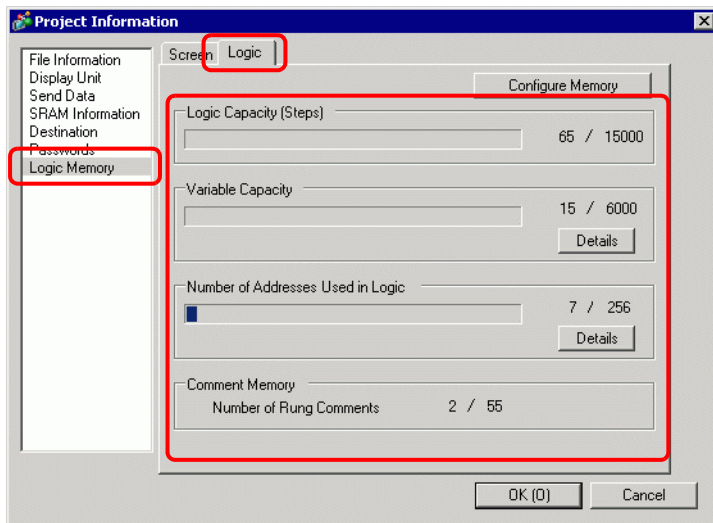 Project Information
File Information
Display Unit
Send Data
SRAM Information
Destination
Passwords
Logic Memory
Screen Logic
Configure Memory
Logic Capacity (Steps)
65 / 15000
Variable Capacity
15 / 6000
Details
Number of Addresses Used in Logic
7 / 256
Details
Comment Memory
Number of Rung Comments 2 / 55
OK (O) Cancel